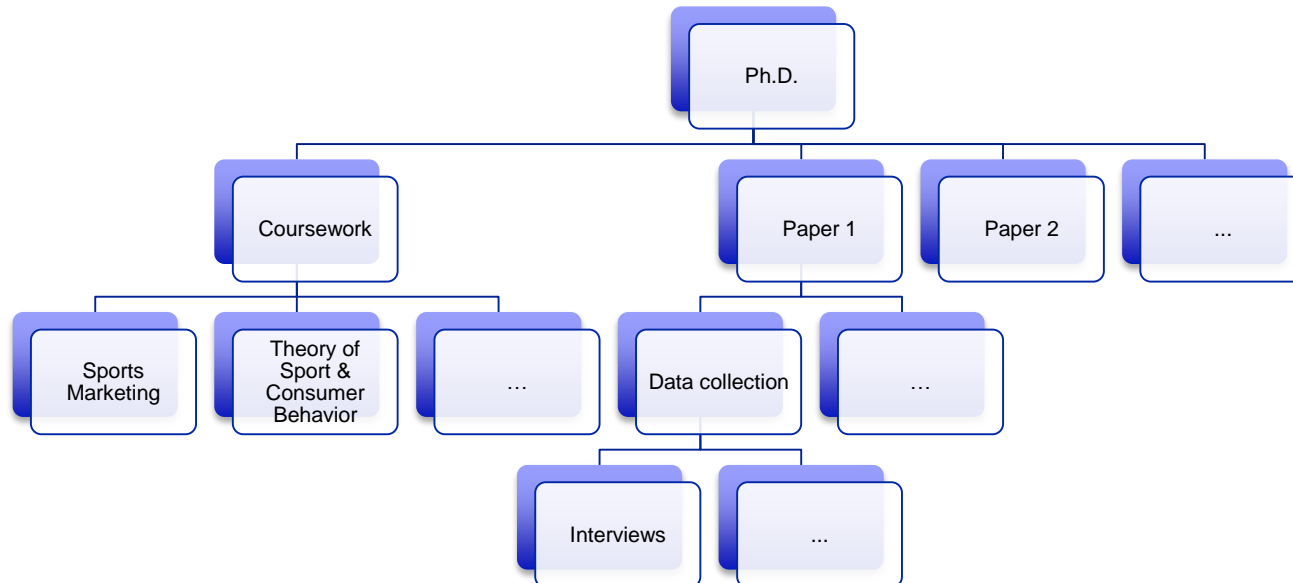 Ph.D.
Coursework
Paper 1
Paper 2
...
Sports
Marketing
Theory of
Sport &
Consumer
Behavior
…
Data collection
…
Interviews
...